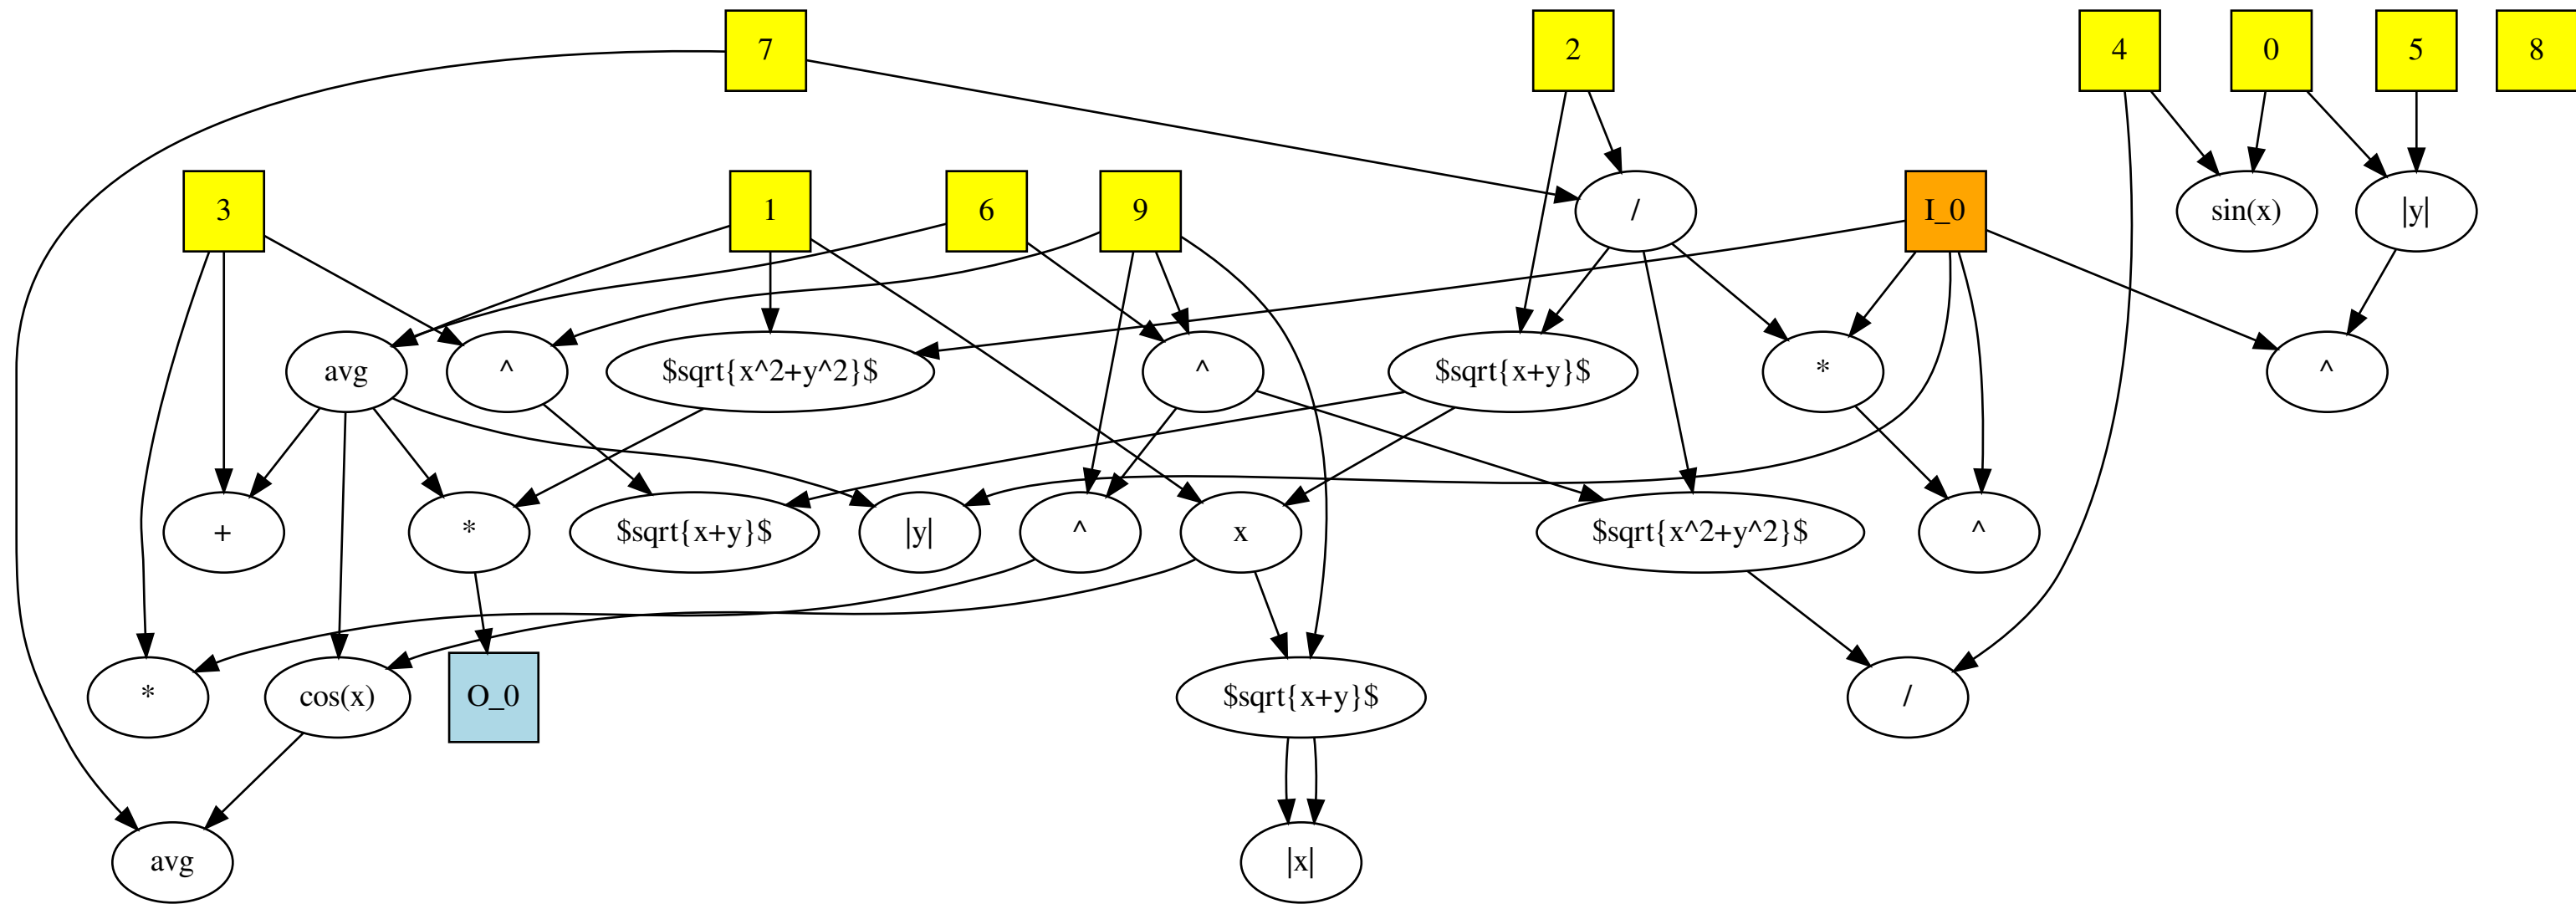 7
2
4
0
5
8
3
1
6
9
/
I_0
sin(x)
|y|
avg
^
$sqrt{x^2+y^2}$
^
$sqrt{x+y}$
*
^
+
*
$sqrt{x+y}$
|y|
^
x
$sqrt{x^2+y^2}$
^
*
cos(x)
O_0
$sqrt{x+y}$
/
avg
|x|